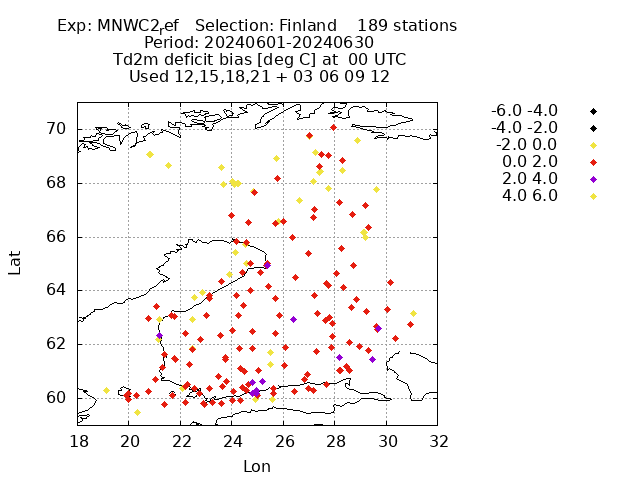 Exp: MNWC2ref   Selection: Finland    189 stations
Period: 20240601-20240630
Td2m deficit bias [deg C] at  00 UTC
Used 12,15,18,21 + 03 06 09 12
-6.0 -4.0
-4.0 -2.0
-2.0 0.0
0.0 2.0
2.0 4.0
4.0 6.0
70
68
66
64
62
60
Lat
18 20 22 24 26 28 30 32
Lon